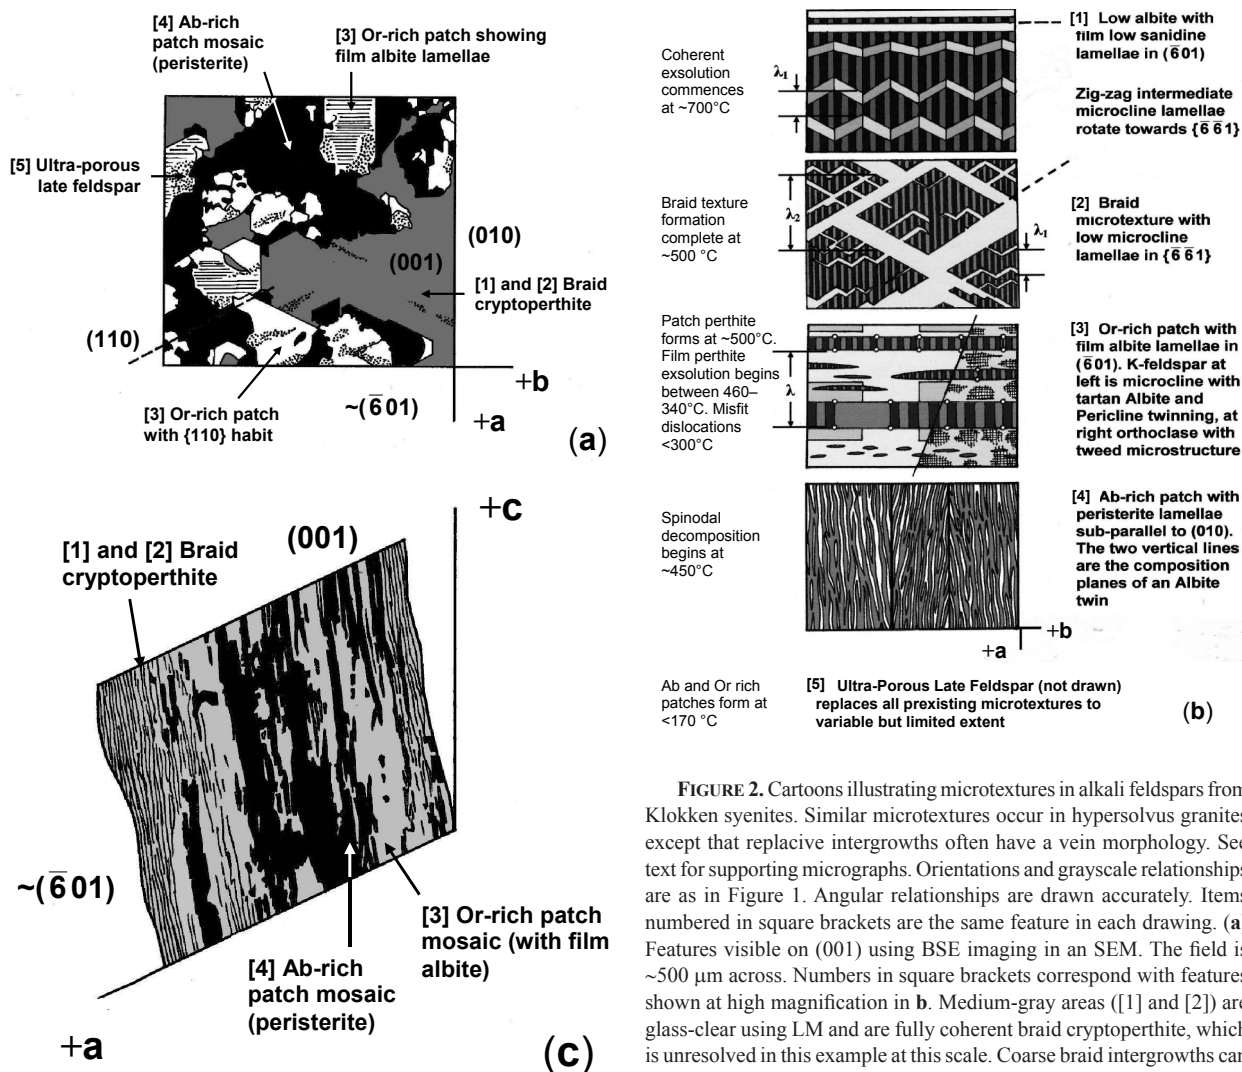 [4] Ab-rich
patch mosaic
(peristerite)
[3] Or-rich patch showing
film albite lamellae
[5] Ultra-porous
late feldspar
(010)
(001)
[1] and [2] Braid
cryptoperthite
(110)
+b
~(6̅01)
+a
[3] Or-rich patch
with {110} habit
(a)
Coherent
exsolution
commences
at ~700°C
λ₁
[1] Low albite with
film low sanidine
lamellae in (6̅01)
Zig-zag intermediate
microcline lamellae
rotate towards {6̅6̅1}
Braid texture
formation
complete at
~500 °C
λ₂
λ₁
[2] Braid
microtexture with
low microcline
lamellae in {6̅6̅1}
Patch perthite
forms at ~500°C.
Film perthite
exsolution begins
between 460–
340°C. Misfit
dislocations
<300°C
λ
[3] Or-rich patch with
film albite lamellae in
(6̅01). K-feldspar at
left is microcline with
tartan Albite and
Pericline twinning, at
right orthoclase with
tweed microstructure
Spinodal
decomposition
begins at
~450°C
[4] Ab-rich patch with
peristerite lamellae
sub-parallel to (010).
The two vertical lines
are the composition
planes of an Albite
twin
+b
+a
Ab and Or rich
patches form at
<170 °C
[5] Ultra-Porous Late Feldspar (not drawn)
replaces all prexisting microtextures to
variable but limited extent
(b)
+c
(001)
[1] and [2] Braid
cryptoperthite
~(6̅01)
[3] Or-rich patch
mosaic (with film
albite)
[4] Ab-rich
patch mosaic
(peristerite)
+a
(c)
FIGURE 2. Cartoons illustrating microtextures in alkali feldspars from
Klokken syenites. Similar microtextures occur in hypersolvus granites
except that replacive intergrowths often have a vein morphology. See
text for supporting micrographs. Orientations and grayscale relationships
are as in Figure 1. Angular relationships are drawn accurately. Items
numbered in square brackets are the same feature in each drawing. (a)
Features visible on (001) using BSE imaging in an SEM. The field is
~500 μm across. Numbers in square brackets correspond with features
shown at high magnification in b. Medium-gray areas ([1] and [2]) are
glass-clear using LM and are fully coherent braid cryptoperthite, which
is unresolved in this example at this scale. Coarse braid intergrowths can